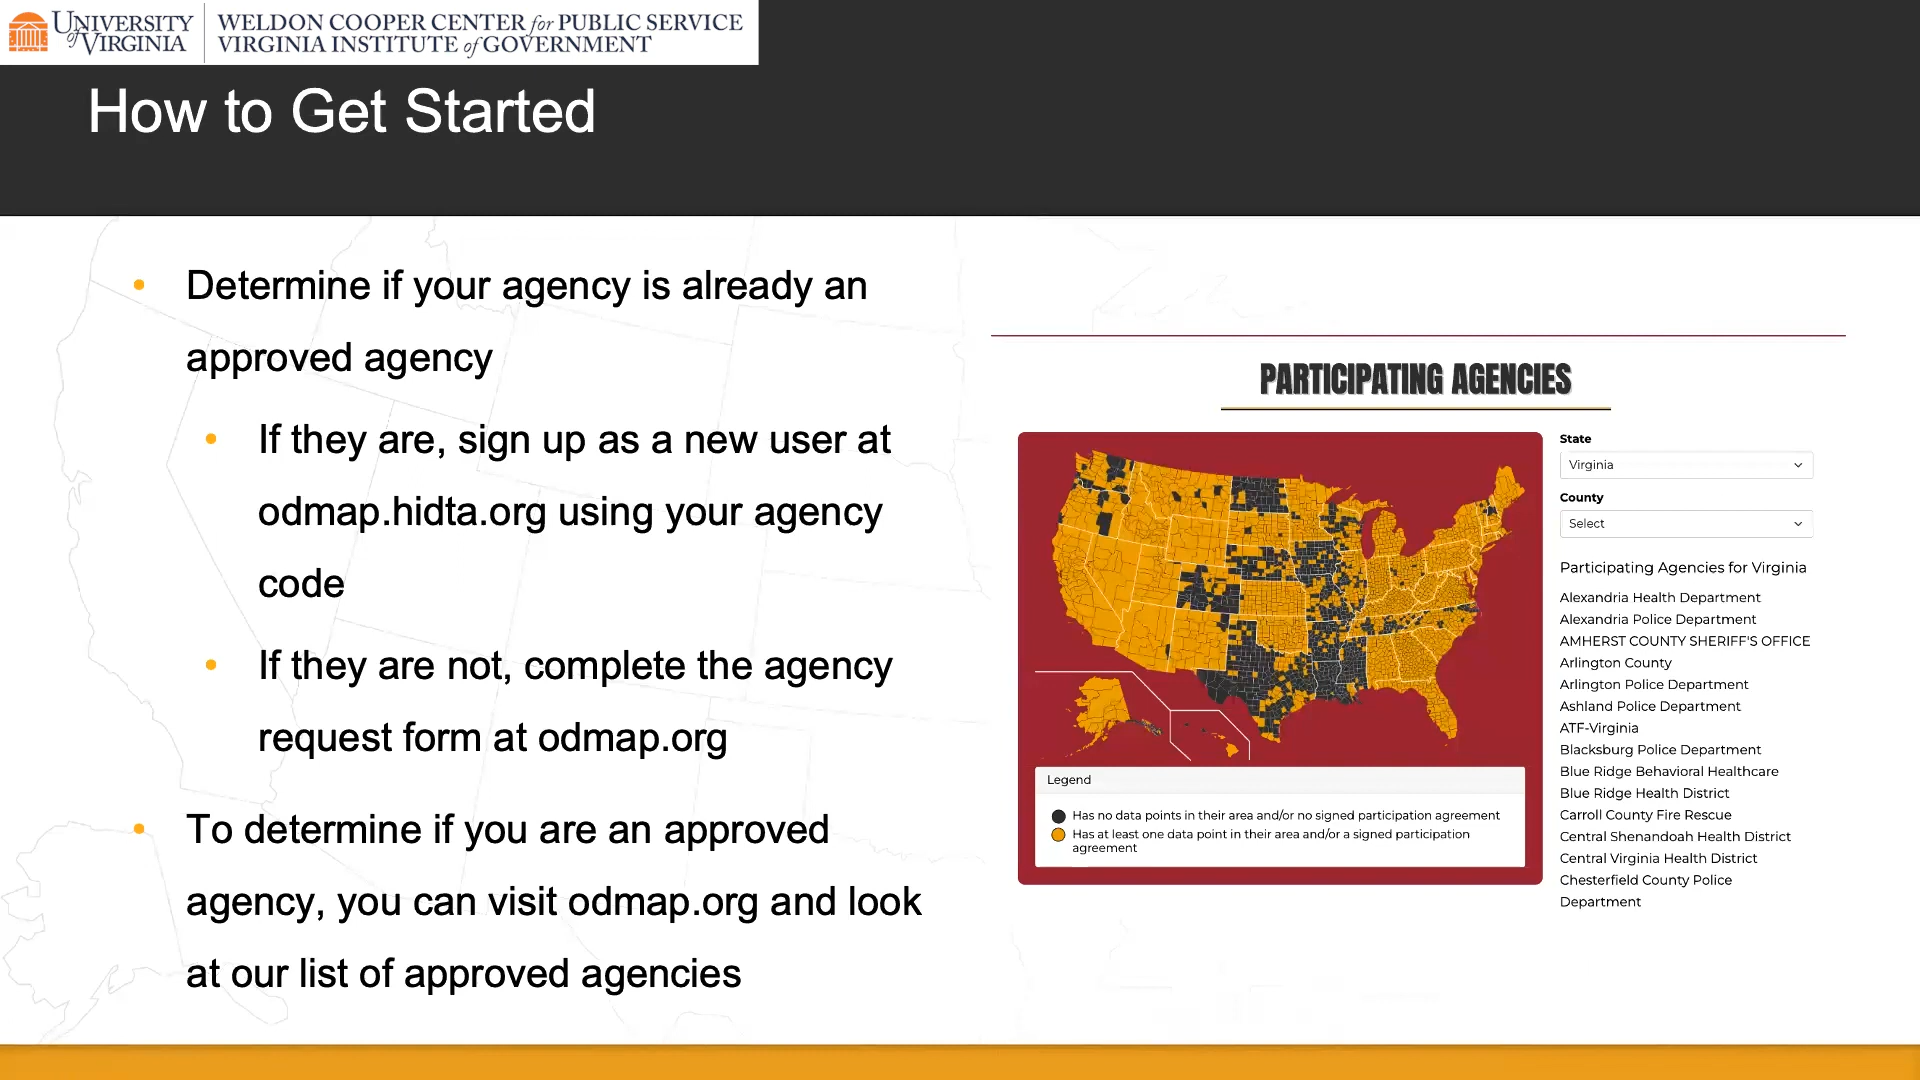 UNIVERSITY of VIRGINIA
WELDON COOPER CENTER for PUBLIC SERVICE
VIRGINIA INSTITUTE of GOVERNMENT
How to Get Started
• Determine if your agency is already an
approved agency
• If they are, sign up as a new user at
odmap.hidta.org using your agency
code
• If they are not, complete the agency
request form at odmap.org
• To determine if you are an approved
agency, you can visit odmap.org and look
at our list of approved agencies
PARTICIPATING AGENCIES
Legend
Has no data points in their area and/or no signed participation agreement
Has at least one data point in their area and/or a signed participation
agreement
State
Virginia
County
Select
Participating Agencies for Virginia
Alexandria Health Department
Alexandria Police Department
AMHERST COUNTY SHERIFF'S OFFICE
Arlington County
Arlington Police Department
Ashland Police Department
ATF-Virginia
Blacksburg Police Department
Blue Ridge Behavioral Healthcare
Blue Ridge Health District
Carroll County Fire Rescue
Central Shenandoah Health District
Central Virginia Health District
Chesterfield County Police
Department